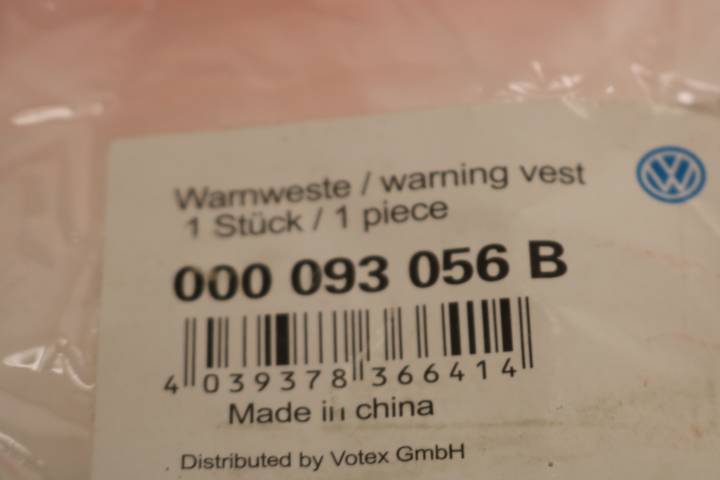 Warnweste / warning vest
1 Stück / 1 piece
000 093 056 B
4 039378 366414
Made in china
Distributed by Votex GmbH
VW